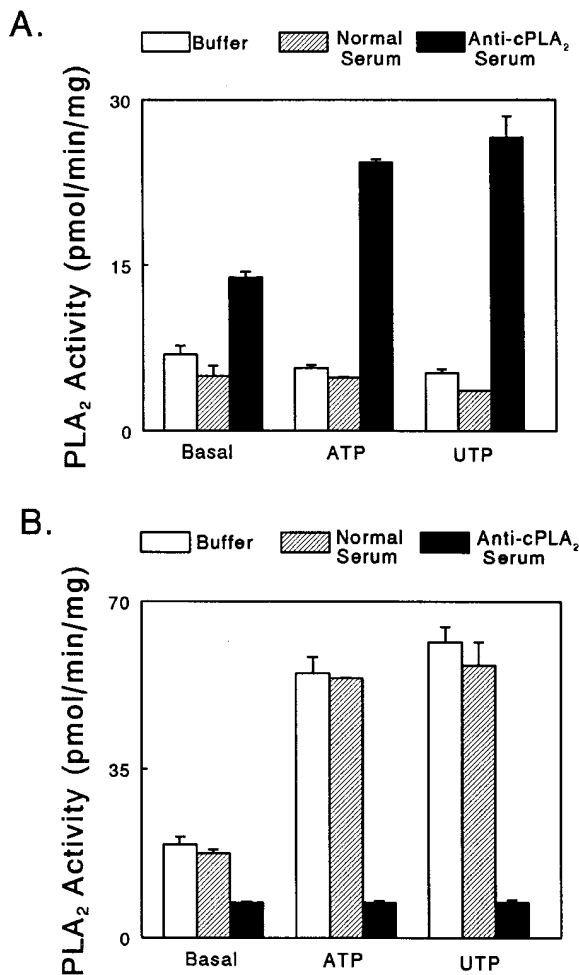 A.
Buffer
Normal Serum
Anti-cPLA₂ Serum
PLA₂ Activity (pmol/min/mg)
30
15
0
Basal ATP UTP
B.
Buffer
Normal Serum
Anti-cPLA₂ Serum
PLA₂ Activity (pmol/min/mg)
70
35
0
Basal ATP UTP